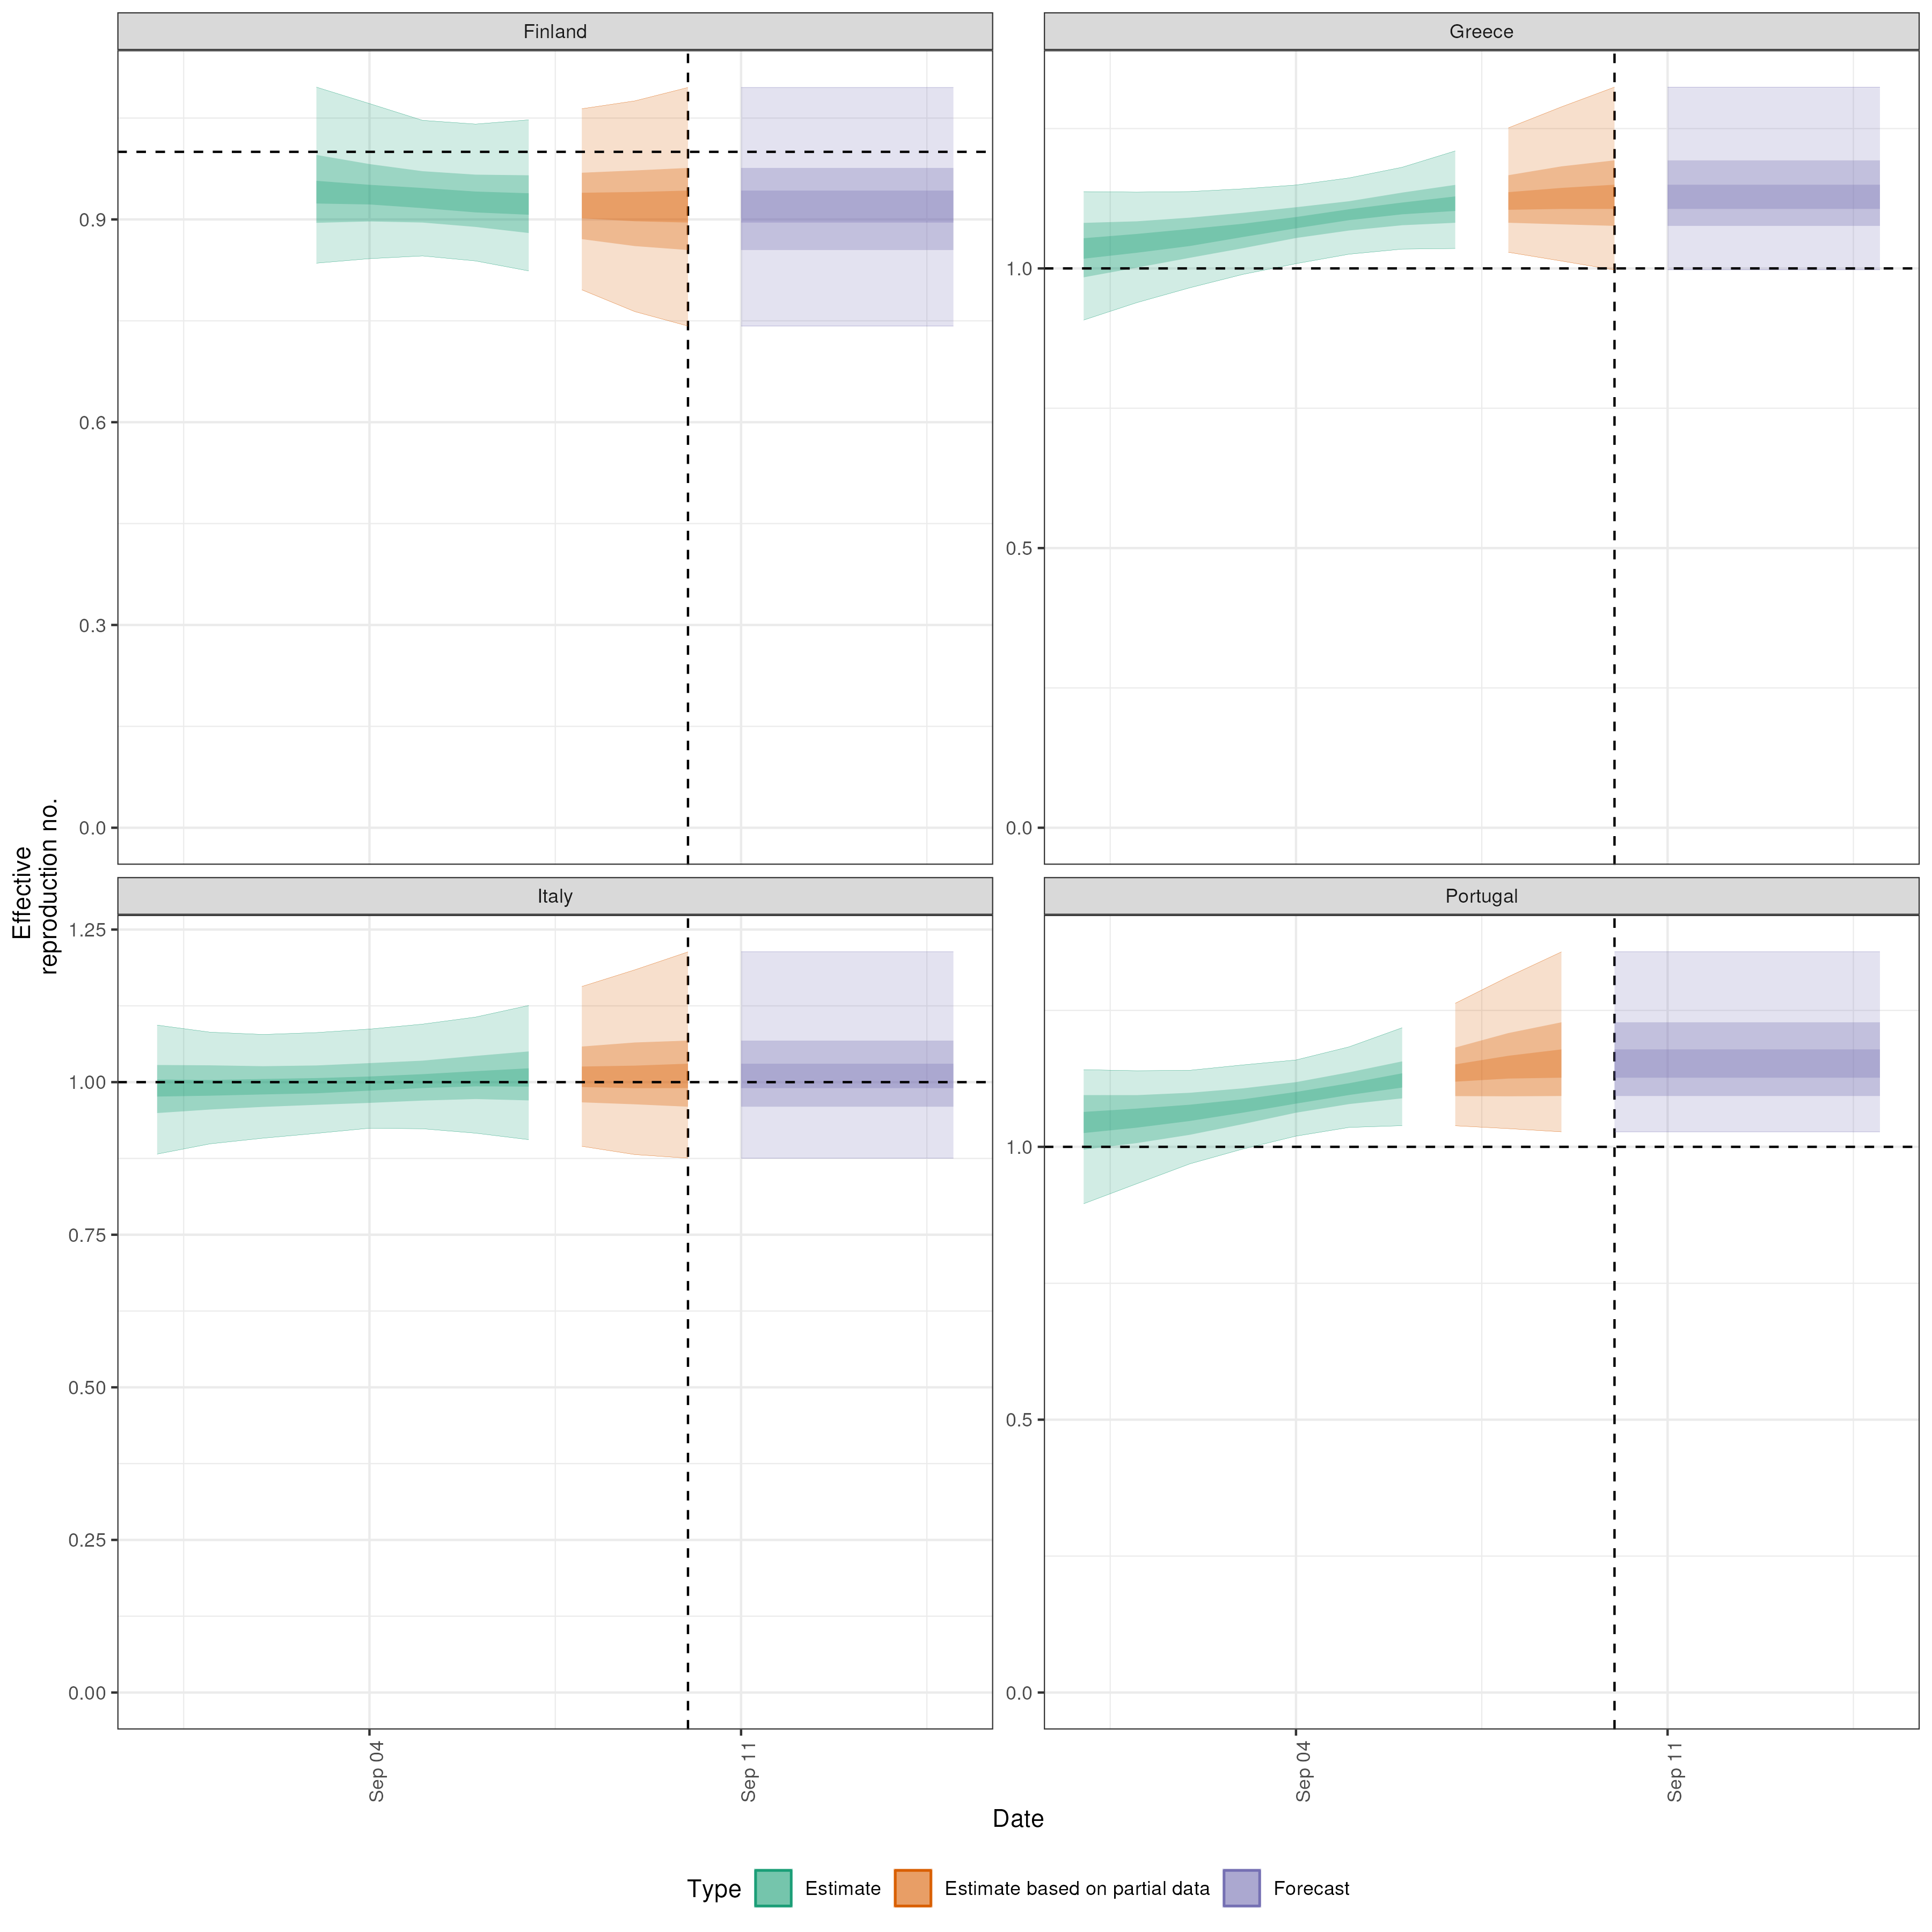 Finland
Greece
0.9
0.6
0.3
0.0
1.0
0.5
0.0
Effective
reproduction no.
Italy
Portugal
1.25
1.00
0.75
0.50
0.25
0.00
1.0
0.5
0.0
Sep 04
Sep 11
Sep 04
Sep 11
Date
Type Estimate Estimate based on partial data Forecast